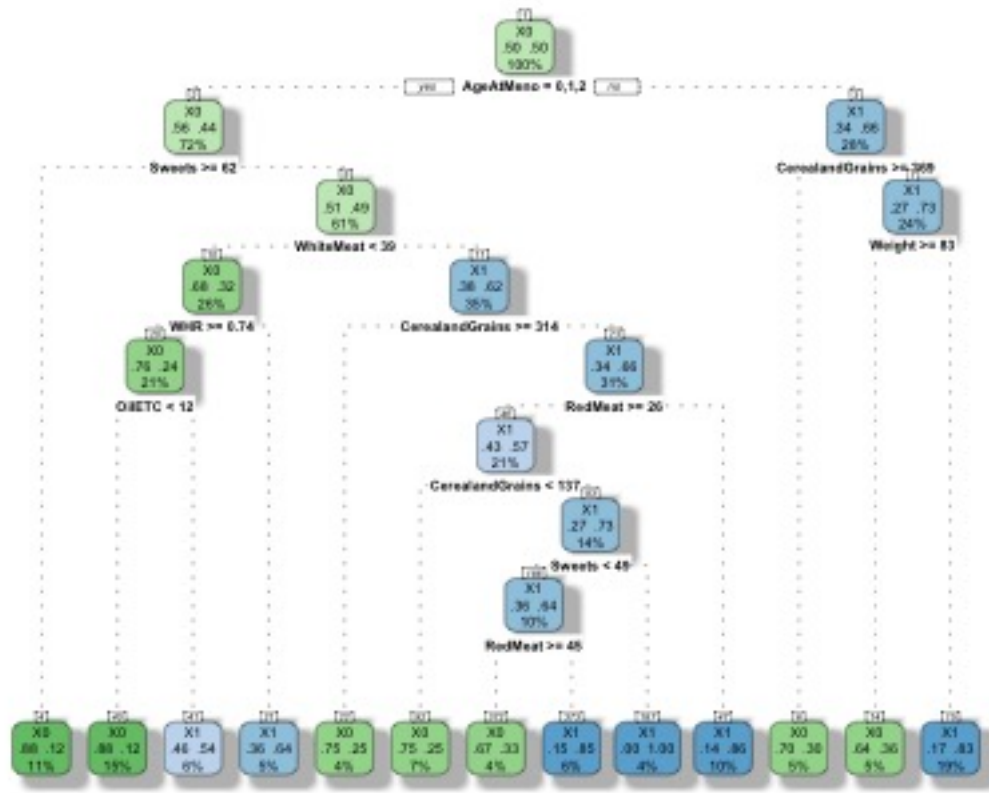 X0
.50 .50
100%
yes AgeAtMeno = 0,1,2 no
X0
.56 .44
72%
Sweets >= 62
X1
.34 .66
28%
CerealandGrains >= 369
X0
.51 .49
61%
WhiteMeat < 39
X1
.27 .73
24%
Weight >= 83
X0
.68 .32
26%
WHR >= 0.74
X1
.38 .62
35%
CerealandGrains >= 314
X0
.76 .24
21%
OilETC < 12
X1
.34 .66
31%
RedMeat >= 26
X1
.43 .57
21%
CerealandGrains < 137
X1
.27 .73
14%
Sweets < 49
X1
.36 .64
10%
RedMeat >= 45
X0 X0 X1 X1 X0 X0 X0 X1 X1 X1 X0 X0 X1
.88 .12 .88 .12 .46 .54 .36 .64 .75 .25 .75 .25 .67 .33 .15 .85 .00 1.00 .14 .86 .70 .30 .64 .36 .17 .83
11% 15% 6% 5% 4% 7% 4% 6% 4% 10% 5% 5% 19%